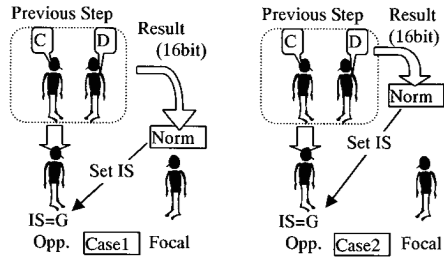 Previous Step
Result
(16bit)
C
D
Norm
Set IS
IS=G
Opp.
Case1
Focal
Previous Step
Result
(16bit)
C
D
Norm
Set IS
IS=G
Opp.
Case2
Focal